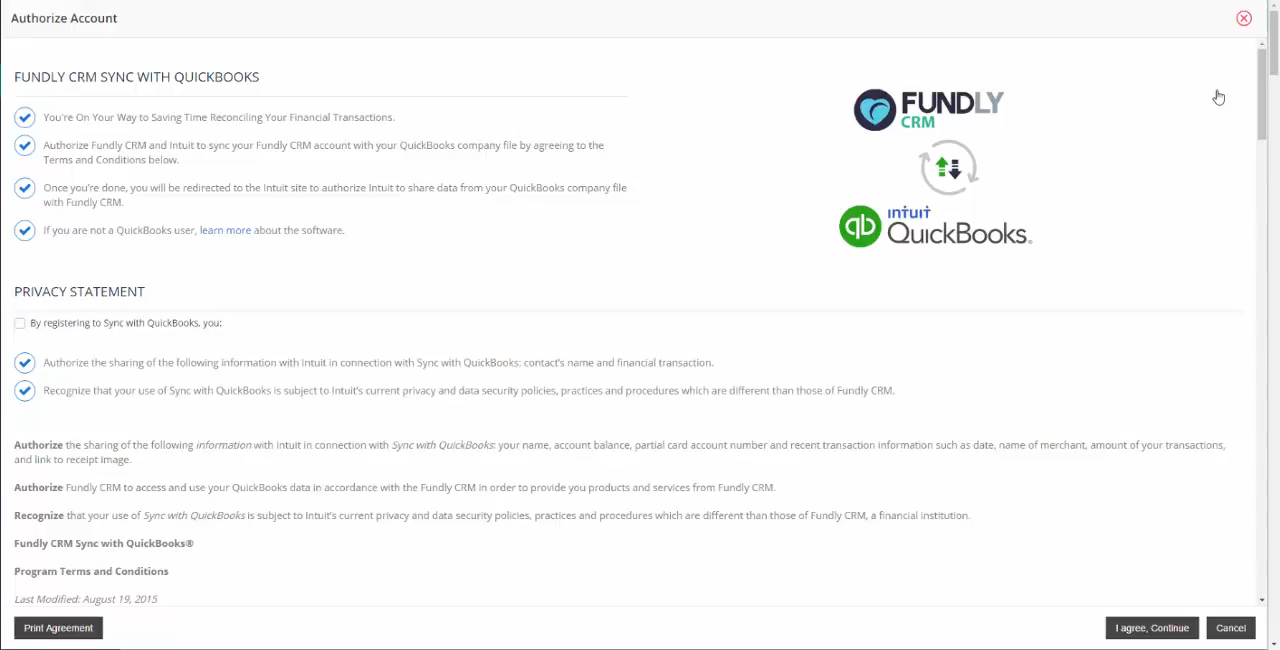 Authorize Account
FUNDLY CRM SYNC WITH QUICKBOOKS
You're On Your Way to Saving Time Reconciling Your Financial Transactions.
Authorize Fundly CRM and Intuit to sync your Fundly CRM account with your QuickBooks company file by agreeing to the
Terms and Conditions below.
Once you're done, you will be redirected to the Intuit site to authorize Intuit to share data from your QuickBooks company file
with Fundly CRM.
If you are not a QuickBooks user, learn more about the software.
FUNDLY
CRM
qb
intuit
QuickBooks.
PRIVACY STATEMENT
By registering to Sync with QuickBooks, you:
Authorize the sharing of the following information with Intuit in connection with Sync with QuickBooks: contact's name and financial transaction.
Recognize that your use of Sync with QuickBooks is subject to Intuit's current privacy and data security policies, practices and procedures which are different than those of Fundly CRM.
Authorize the sharing of the following information with Intuit in connection with Sync with QuickBooks: your name, account balance, partial card account number and recent transaction information such as date, name of merchant, amount of your transactions,
and link to receipt image.
Authorize Fundly CRM to access and use your QuickBooks data in accordance with the Fundly CRM in order to provide you products and services from Fundly CRM.
Recognize that your use of Sync with QuickBooks is subject to Intuit's current privacy and data security policies, practices and procedures which are different than those of Fundly CRM, a financial institution.
Fundly CRM Sync with QuickBooks®
Program Terms and Conditions
Last Modified: August 19, 2015
Print Agreement
I agree, Continue
Cancel